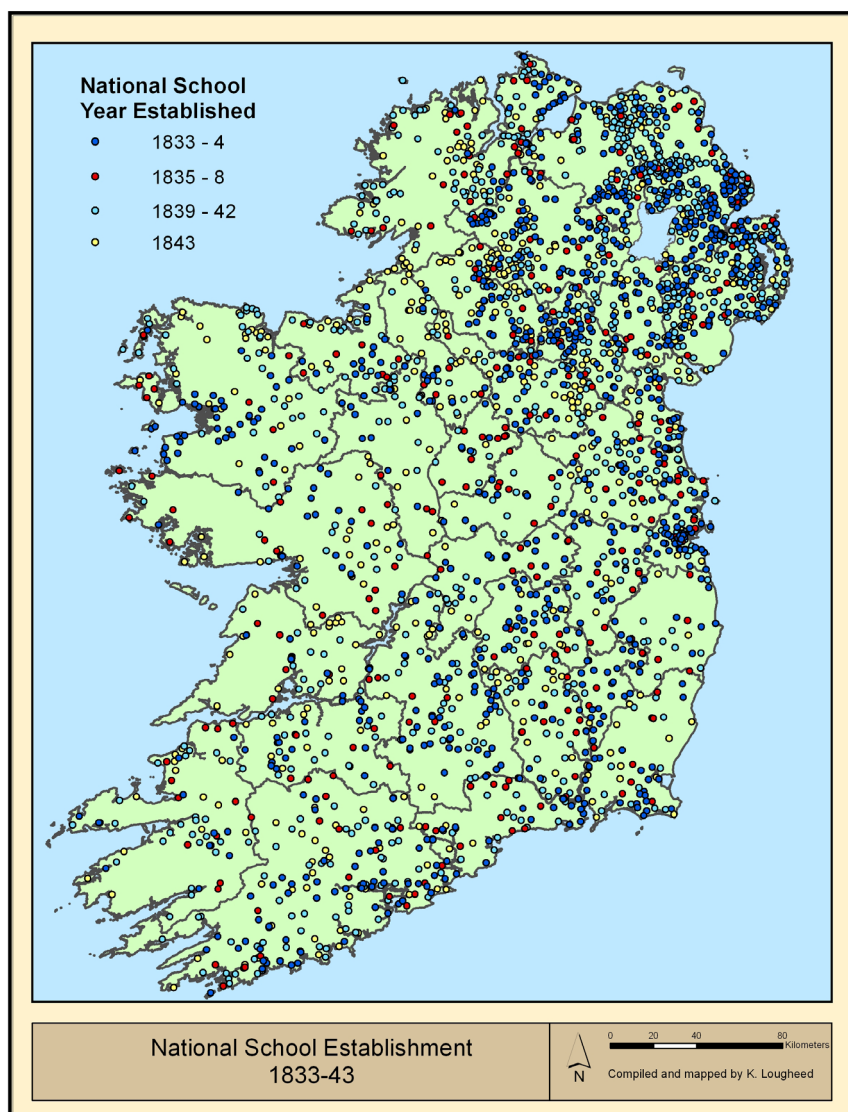 National School
Year Established
1833 - 4
1835 - 8
1839 - 42
1843
National School Establishment
1833-43
N
0 20 40 80
Kilometers
Compiled and mapped by K. Lougheed